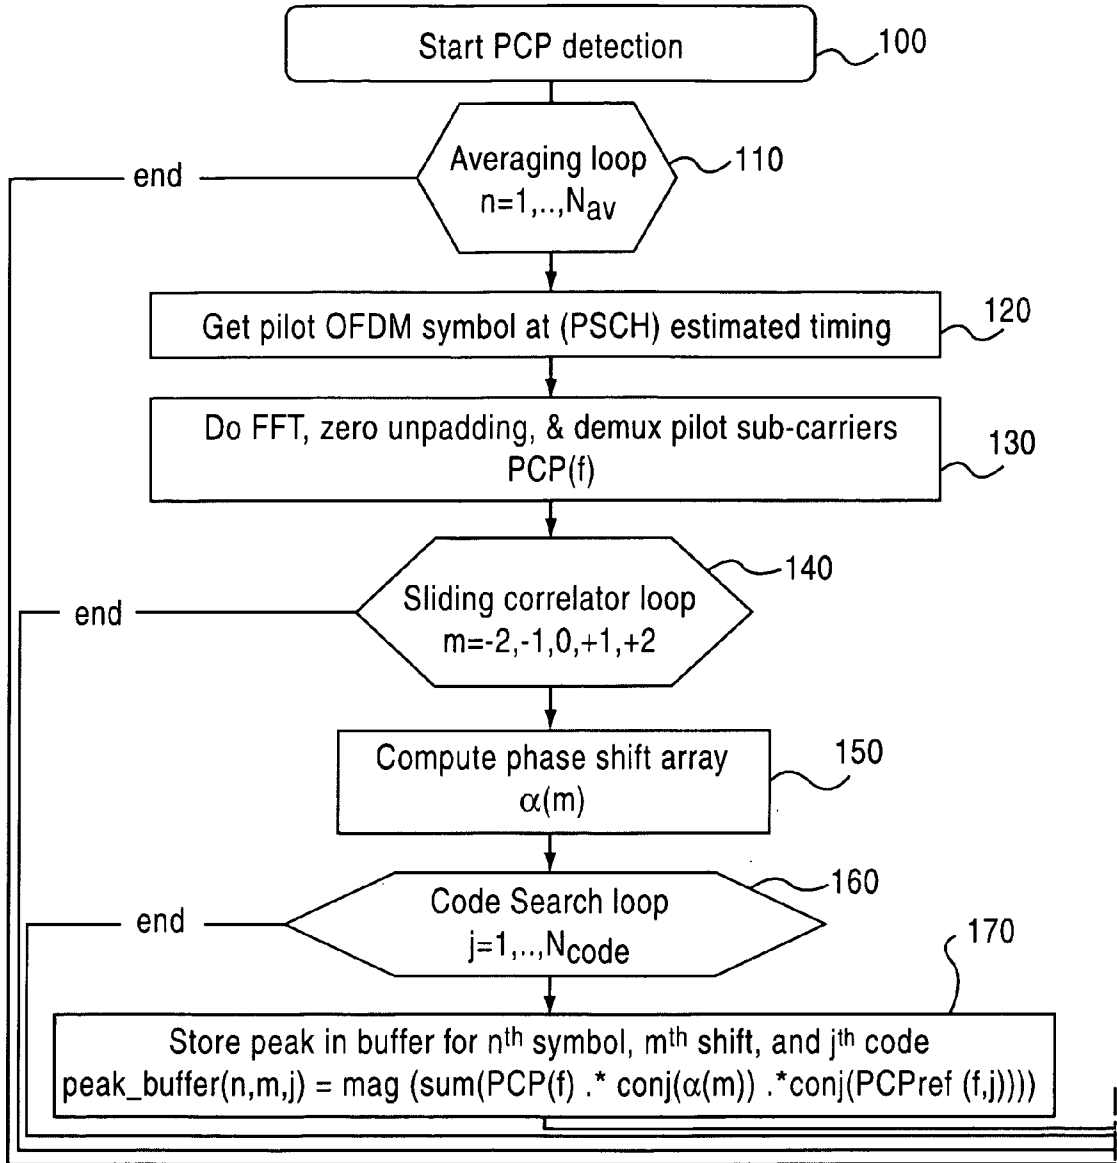 Start PCP detection
100
Averaging loop
n=1,..,Nav
110
end
Get pilot OFDM symbol at (PSCH) estimated timing
120
Do FFT, zero unpadding, & demux pilot sub-carriers
PCP(f)
130
Sliding correlator loop
m=-2,-1,0,+1,+2
140
end
Compute phase shift array
α(m)
150
Code Search loop
j=1,..,Ncode
160
end
170
Store peak in buffer for nth symbol, mth shift, and jth code
peak_buffer(n,m,j) = mag (sum(PCP(f) .* conj(α(m)) .*conj(PCPref (f,j))))